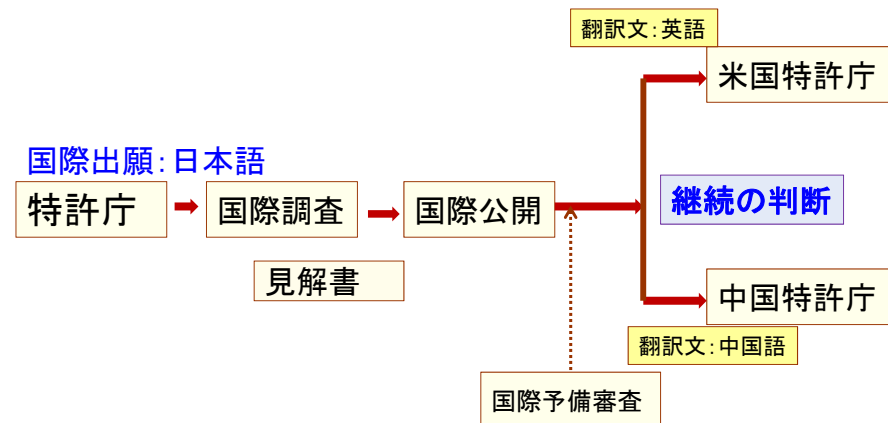 翻訳文：英語
米国特許庁
国際出願：日本語
特許庁
国際調査
国際公開
継続の判断
見解書
中国特許庁
翻訳文：中国語
国際予備審査